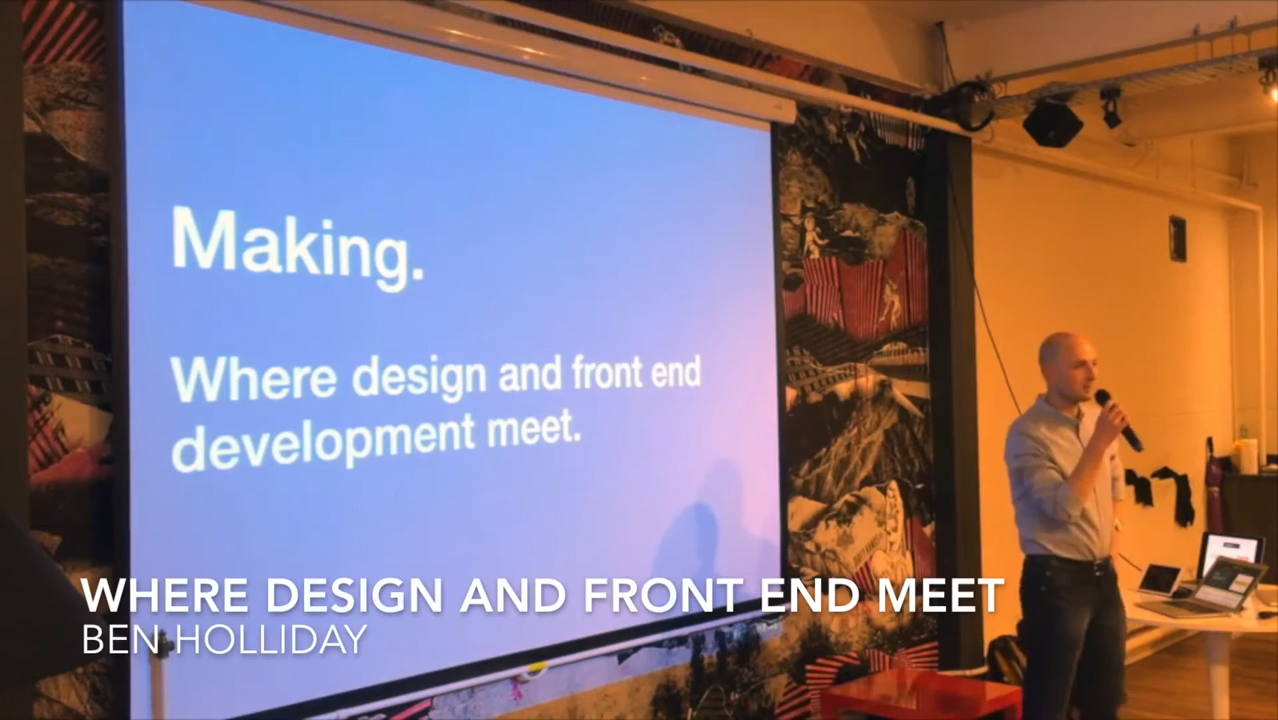 Making.
Where design and front end
development meet.
WHERE DESIGN AND FRONT END MEET
BEN HOLLIDAY